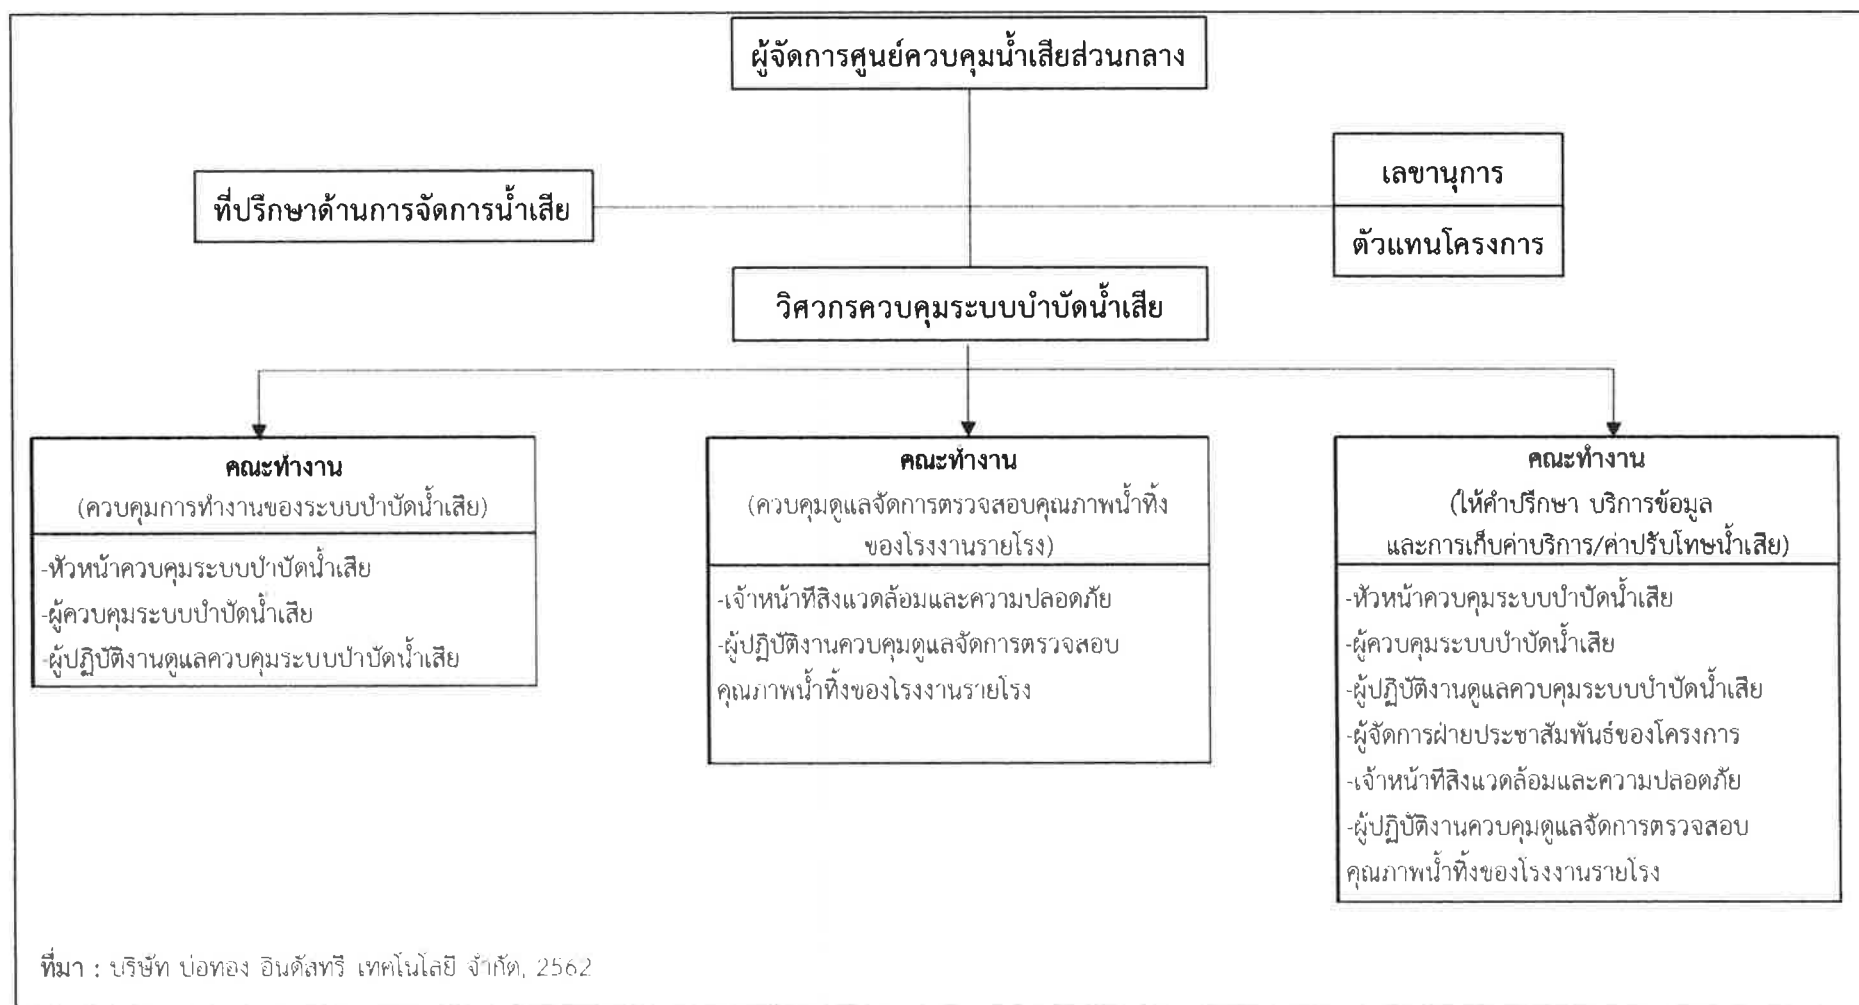 ผู้จัดการศูนย์ควบคุมน้ำเสียส่วนกลาง
ที่ปรึกษาด้านการจัดการน้ำเสีย
เลขานุการ
ตัวแทนโครงการ
วิศวกรควบคุมระบบบำบัดน้ำเสีย
คณะทำงาน
(ควบคุมการทำงานของระบบบำบัดน้ำเสีย)
-หัวหน้าควบคุมระบบบำบัดน้ำเสีย
-ผู้ควบคุมระบบบำบัดน้ำเสีย
-ผู้ปฏิบัติงานดูแลควบคุมระบบบำบัดน้ำเสีย
คณะทำงาน
(ควบคุมดูแลจัดการตรวจสอบคุณภาพน้ำทิ้ง
ของโรงงานรายโรง)
-เจ้าหน้าที่สิ่งแวดล้อมและความปลอดภัย
-ผู้ปฏิบัติงานควบคุมดูแลจัดการตรวจสอบ
คุณภาพน้ำทิ้งของโรงงานรายโรง
คณะทำงาน
(ให้คำปรึกษา บริการข้อมูล
และการเก็บค่าบริการ/ค่าปรับโทษน้ำเสีย)
-หัวหน้าควบคุมระบบบำบัดน้ำเสีย
-ผู้ควบคุมระบบบำบัดน้ำเสีย
-ผู้ปฏิบัติงานดูแลควบคุมระบบบำบัดน้ำเสีย
-ผู้จัดการฝ่ายประชาสัมพันธ์ของโครงการ
-เจ้าหน้าที่สิ่งแวดล้อมและความปลอดภัย
-ผู้ปฏิบัติงานควบคุมดูแลจัดการตรวจสอบ
คุณภาพน้ำทิ้งของโรงงานรายโรง
ที่มา : บริษัท บ่อทอง อินดัสทรี เทคโนโลยี จำกัด, 2562